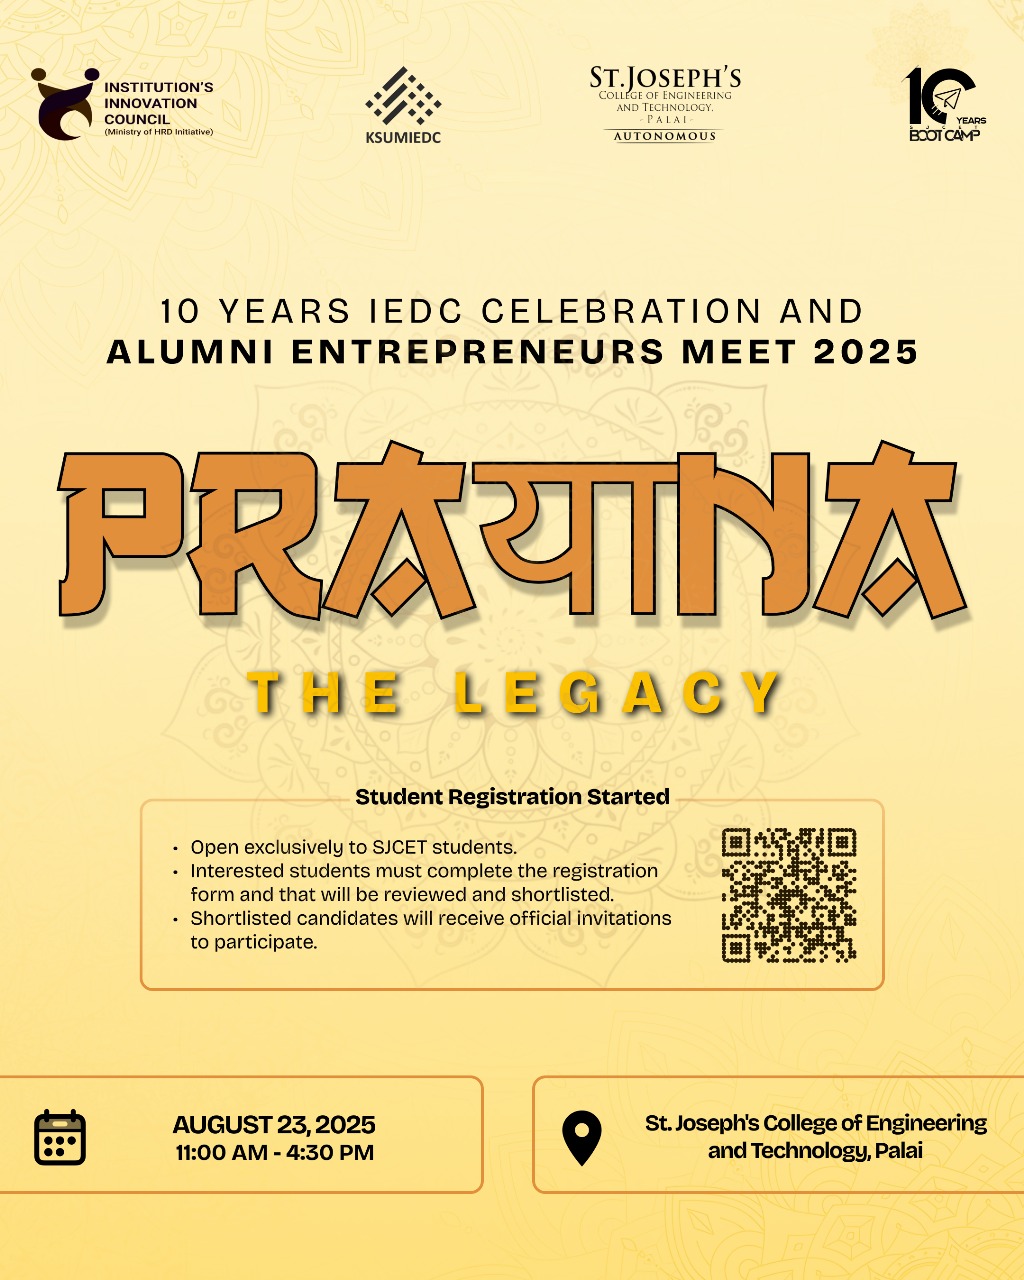 INSTITUTION'S
INNOVATION
COUNCIL
(Ministry of HRD Initiative)
KSUMIEDC
ST.JOSEPH'S
COLLEGE OF ENGINEERING
AND TECHNOLOGY,
- PALAI -
AUTONOMOUS
10
YEARS
BOOT CAMP
10 YEARS IEDC CELEBRATION AND
ALUMNI ENTREPRENEURS MEET 2025
PRAयाNA
THE LEGACY
Student Registration Started
• Open exclusively to SJCET students.
• Interested students must complete the registration
form and that will be reviewed and shortlisted.
• Shortlisted candidates will receive official invitations
to participate.
AUGUST 23, 2025
11:00 AM - 4:30 PM
St. Joseph's College of Engineering
and Technology, Palai